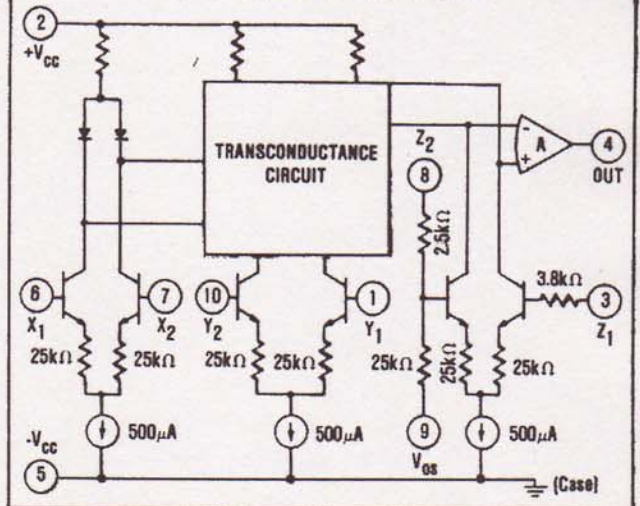 2
+Vcc
TRANSCONDUCTANCE
CIRCUIT
Z2
8
2.5kΩ
-
+
A
4
OUT
6
X1
7
X2
10
Y2
1
Y1
3.8kΩ
3
Z1
25kΩ
25kΩ
25kΩ
25kΩ
25kΩ
25kΩ
25kΩ
500μA
500μA
9
Vos
500μA
-Vcc
5
(Case)